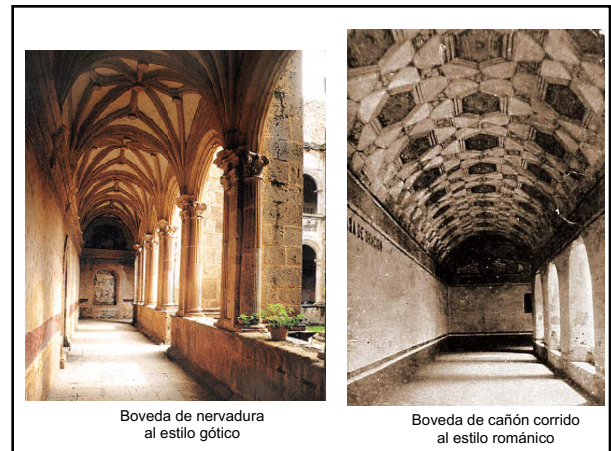 Boveda de nervadura
al estilo gótico
Boveda de cañón corrido
al estilo románico